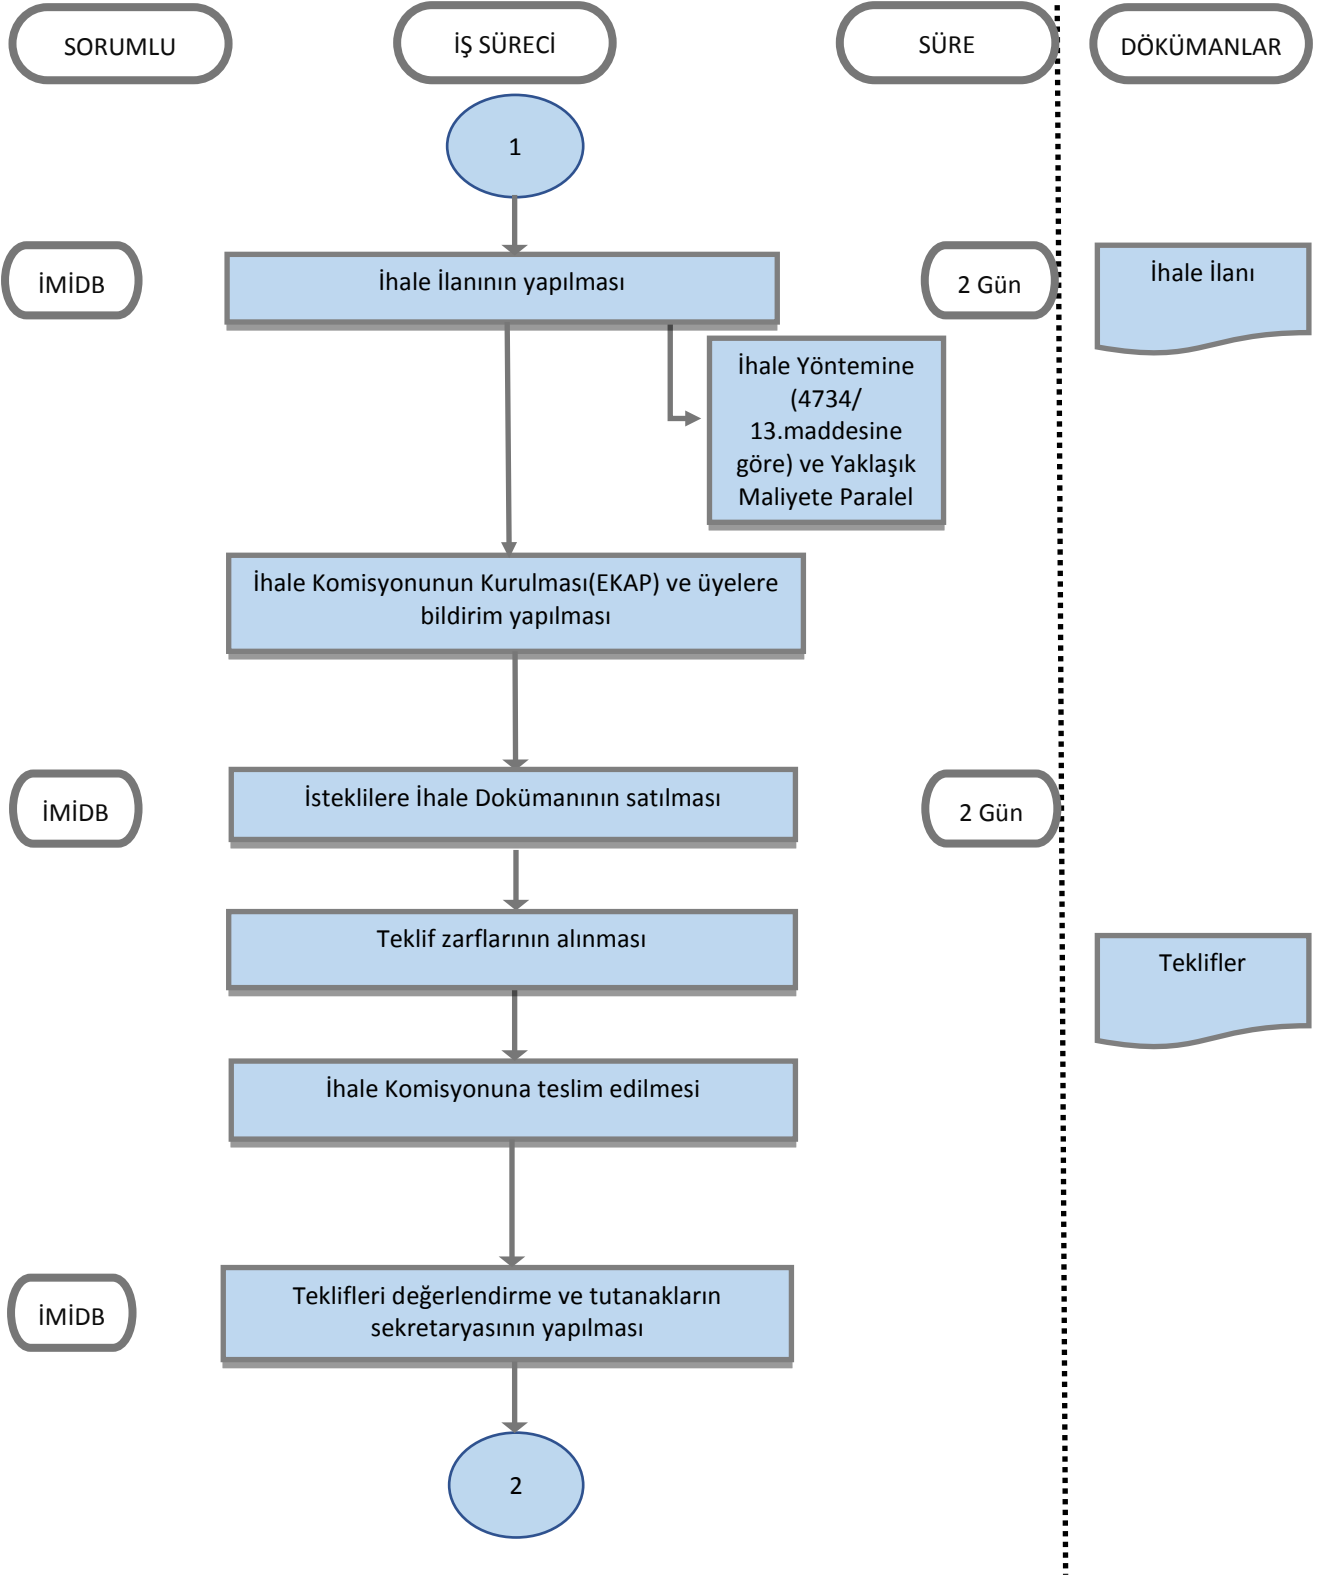 SORUMLU
İŞ SÜRECİ
SÜRE
DÖKÜMANLAR
1
İMİDB
İhale İlanının yapılması
2 Gün
İhale İlanı
İhale Yöntemine
(4734/
13.maddesine
göre) ve Yaklaşık
Maliyete Paralel
İhale Komisyonunun Kurulması(EKAP) ve üyelere
bildirim yapılması
İMİDB
İsteklilere İhale Dokümanının satılması
2 Gün
Teklif zarflarının alınması
Teklifler
İhale Komisyonuna teslim edilmesi
İMİDB
Teklifleri değerlendirme ve tutanakların
sekretaryasının yapılması
2